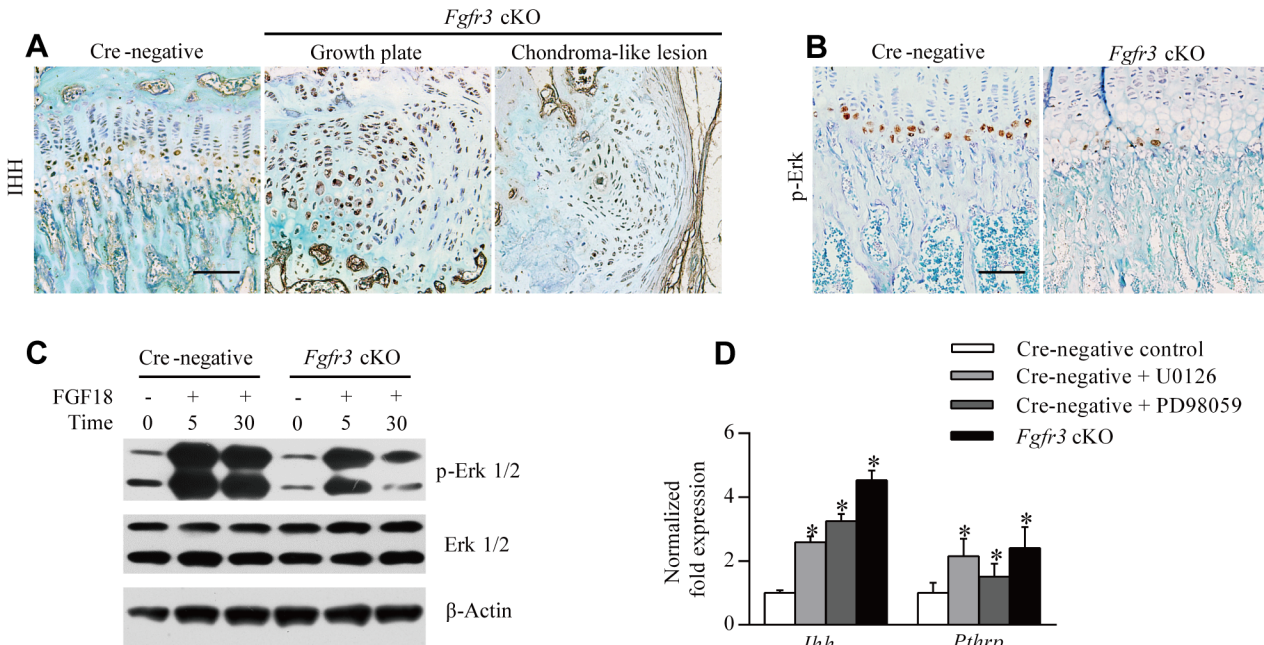 Fgfr3 cKO
A
Cre-negative
Growth plate
Chondroma-like lesion
IHH
B
Cre-negative
Fgfr3 cKO
p-Erk
C
Cre-negative
Fgfr3 cKO
FGF18 - + + - + +
Time 0 5 30 0 5 30
p-Erk 1/2
Erk 1/2
β-Actin
D
Cre-negative control
Cre-negative + U0126
Cre-negative + PD98059
Fgfr3 cKO
Normalized
fold expression
6
4
2
0
* * *
* * *
Ihh
Pthrp